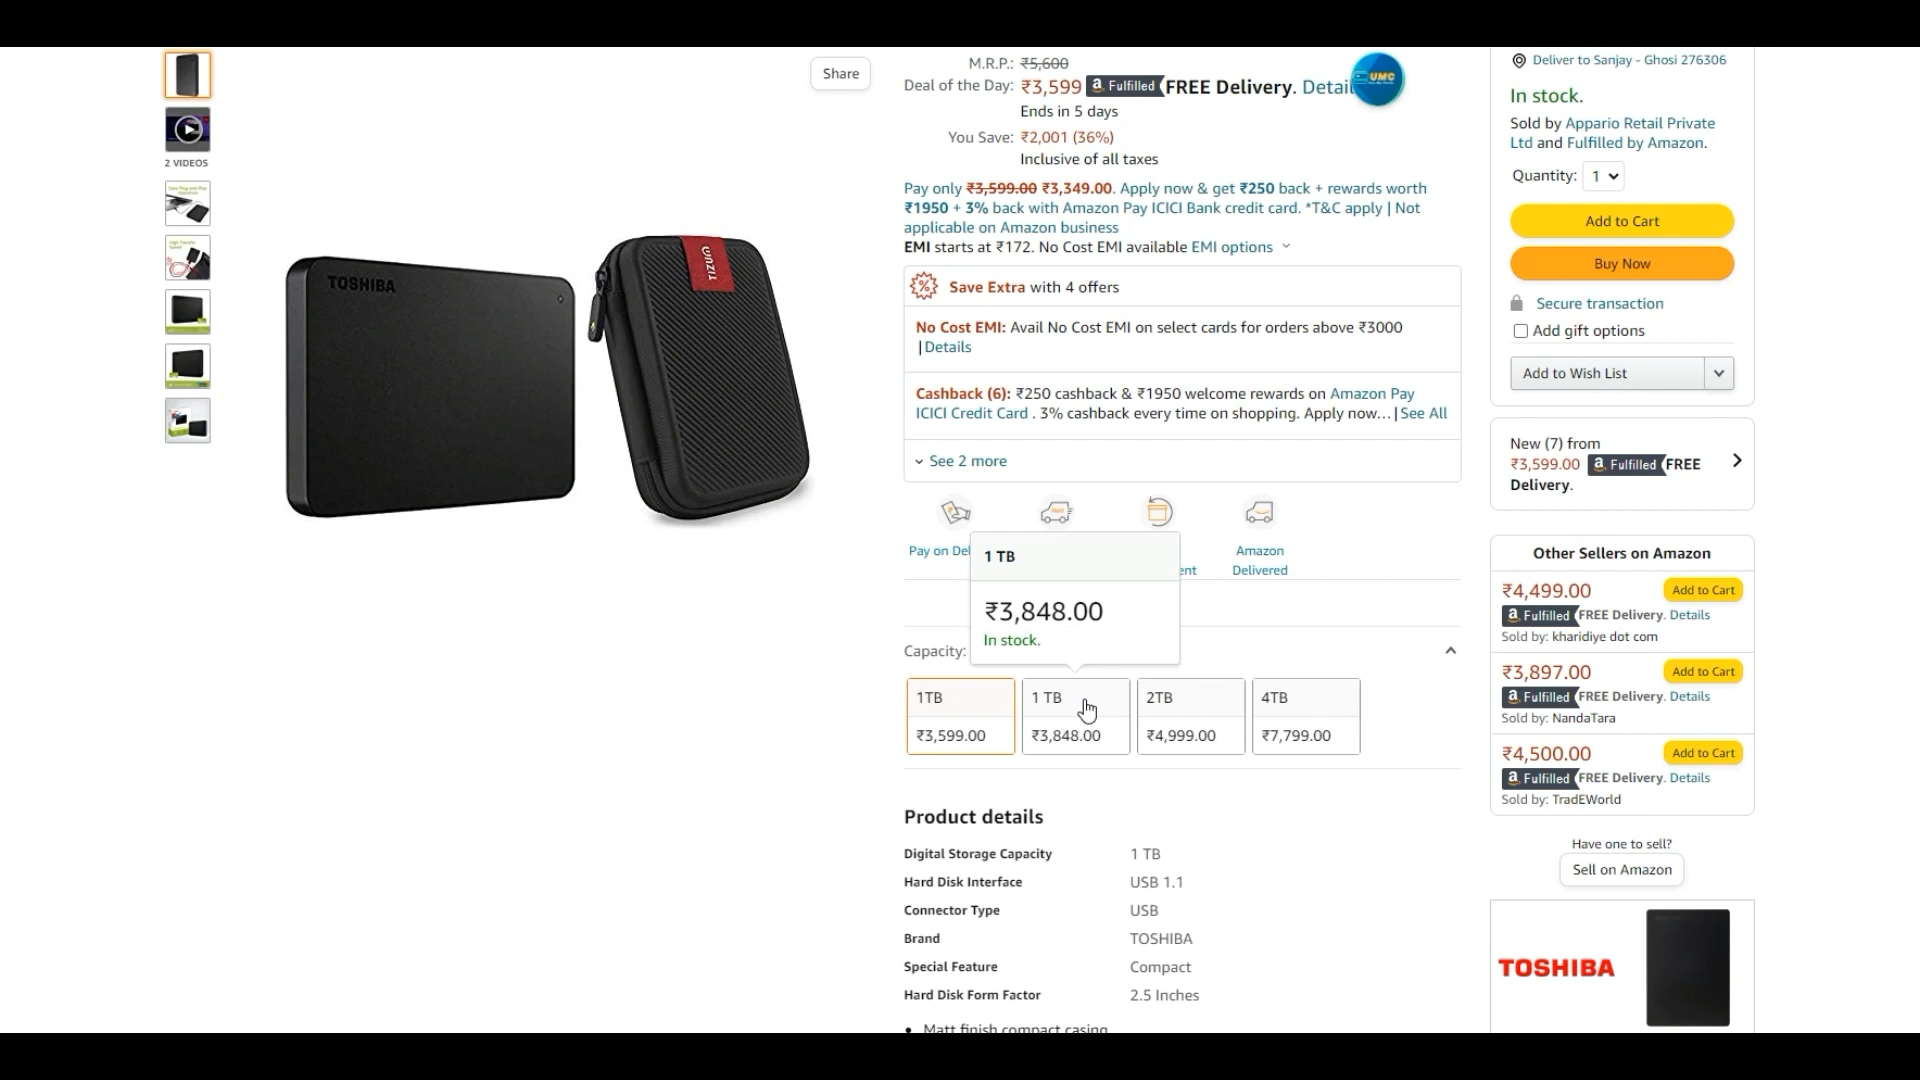 Share
2 VIDEOS
TOSHIBA
TIZUM
M.R.P.: ₹5,600
Deal of the Day: ₹3,599 a Fulfilled FREE Delivery. Detai
UMC
Ends in 5 days
You Save: ₹2,001 (36%)
Inclusive of all taxes
Pay only ₹3,599.00 ₹3,349.00. Apply now & get ₹250 back + rewards worth
₹1950 + 3% back with Amazon Pay ICICI Bank credit card. *T&C apply | Not
applicable on Amazon business
EMI starts at ₹172. No Cost EMI available EMI options
Save Extra with 4 offers
No Cost EMI: Avail No Cost EMI on select cards for orders above ₹3000
| Details
Cashback (6): ₹250 cashback & ₹1950 welcome rewards on Amazon Pay
ICICI Credit Card . 3% cashback every time on shopping. Apply now… | See All
See 2 more
Pay on Del
ent
Amazon
Delivered
1 TB
₹3,848.00
In stock.
Capacity:
1TB
₹3,599.00
1 TB
₹3,848.00
2TB
₹4,999.00
4TB
₹7,799.00
Product details
Digital Storage Capacity 1 TB
Hard Disk Interface USB 1.1
Connector Type USB
Brand TOSHIBA
Special Feature Compact
Hard Disk Form Factor 2.5 Inches
• Matt finish compact casing
Deliver to Sanjay - Ghosi 276306
In stock.
Sold by Appario Retail Private
Ltd and Fulfilled by Amazon.
Quantity: 1
Add to Cart
Buy Now
Secure transaction
Add gift options
Add to Wish List
New (7) from
₹3,599.00 a Fulfilled FREE
Delivery.
Other Sellers on Amazon
₹4,499.00 Add to Cart
a Fulfilled FREE Delivery. Details
Sold by: kharidiye dot com
₹3,897.00 Add to Cart
a Fulfilled FREE Delivery. Details
Sold by: NandaTara
₹4,500.00 Add to Cart
a Fulfilled FREE Delivery. Details
Sold by: TradEWorld
Have one to sell?
Sell on Amazon
TOSHIBA